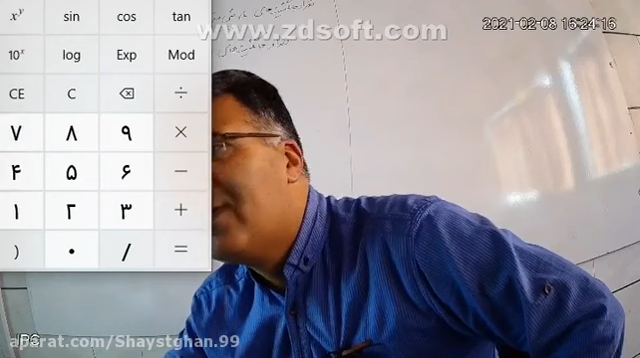 www.zdsoft.com
2021-02-08 16:24:16
xʸ sin cos tan
10ˣ log Exp Mod
CE C ÷
۷ ۸ ۹ ×
۴ ۵ ۶ −
۱ ۲ ۳ +
) ۰ / =
aparat.com/Shaystghan.99